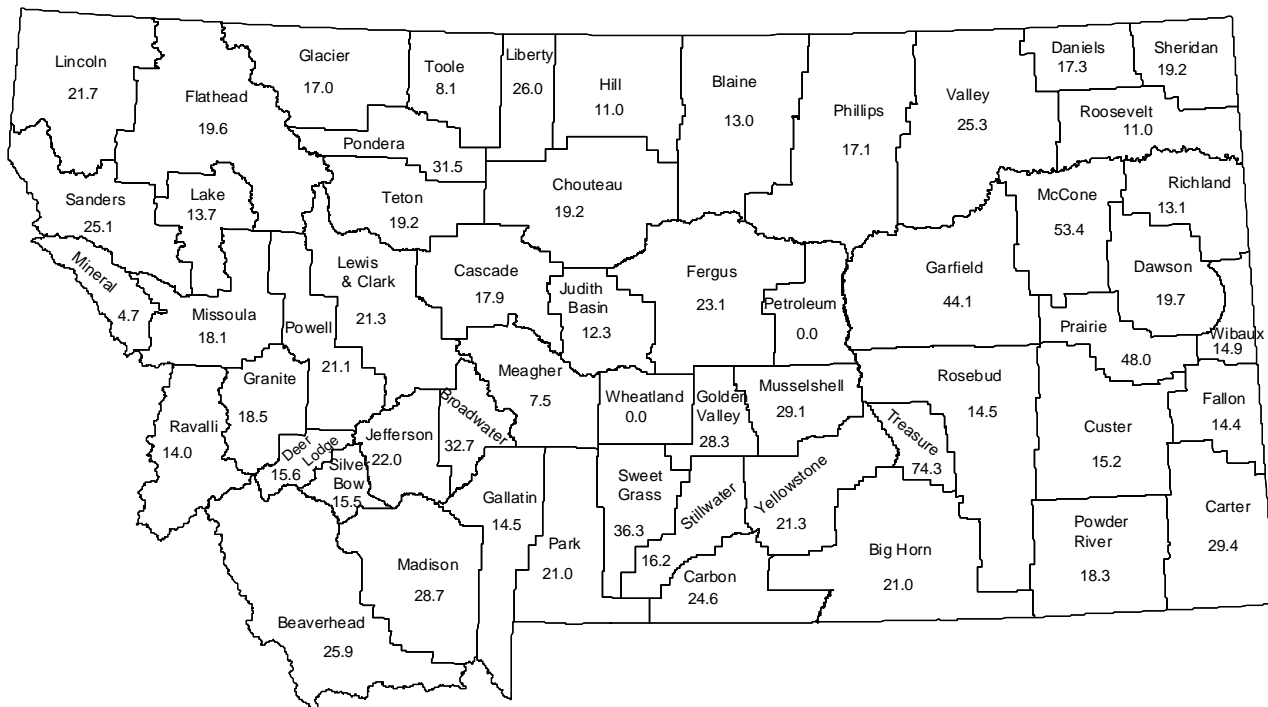 Lincoln
21.7
Flathead
19.6
Glacier
17.0
Toole
8.1
Liberty
26.0
Hill
11.0
Blaine
13.0
Phillips
17.1
Valley
25.3
Daniels
17.3
Sheridan
19.2
Roosevelt
11.0
Pondera
31.5
Sanders
25.1
Lake
13.7
Teton
19.2
Chouteau
19.2
McCone
53.4
Richland
13.1
Mineral
4.7
Missoula
18.1
Powell
21.1
Lewis
& Clark
21.3
Cascade
17.9
Judith
Basin
12.3
Fergus
23.1
Petroleum
0.0
Garfield
44.1
Dawson
19.7
Prairie
48.0
Wibaux
14.9
Ravalli
14.0
Granite
18.5
Deer
Lodge
15.6
Silver
Bow
15.5
Jefferson
22.0
Broadwater
32.7
Meagher
7.5
Wheatland
0.0
Golden
Valley
28.3
Musselshell
29.1
Rosebud
14.5
Treasure
74.3
Custer
15.2
Fallon
14.4
Beaverhead
25.9
Madison
28.7
Gallatin
14.5
Park
21.0
Sweet
Grass
36.3
Stillwater
16.2
Yellowstone
21.3
Carbon
24.6
Big Horn
21.0
Powder
River
18.3
Carter
29.4